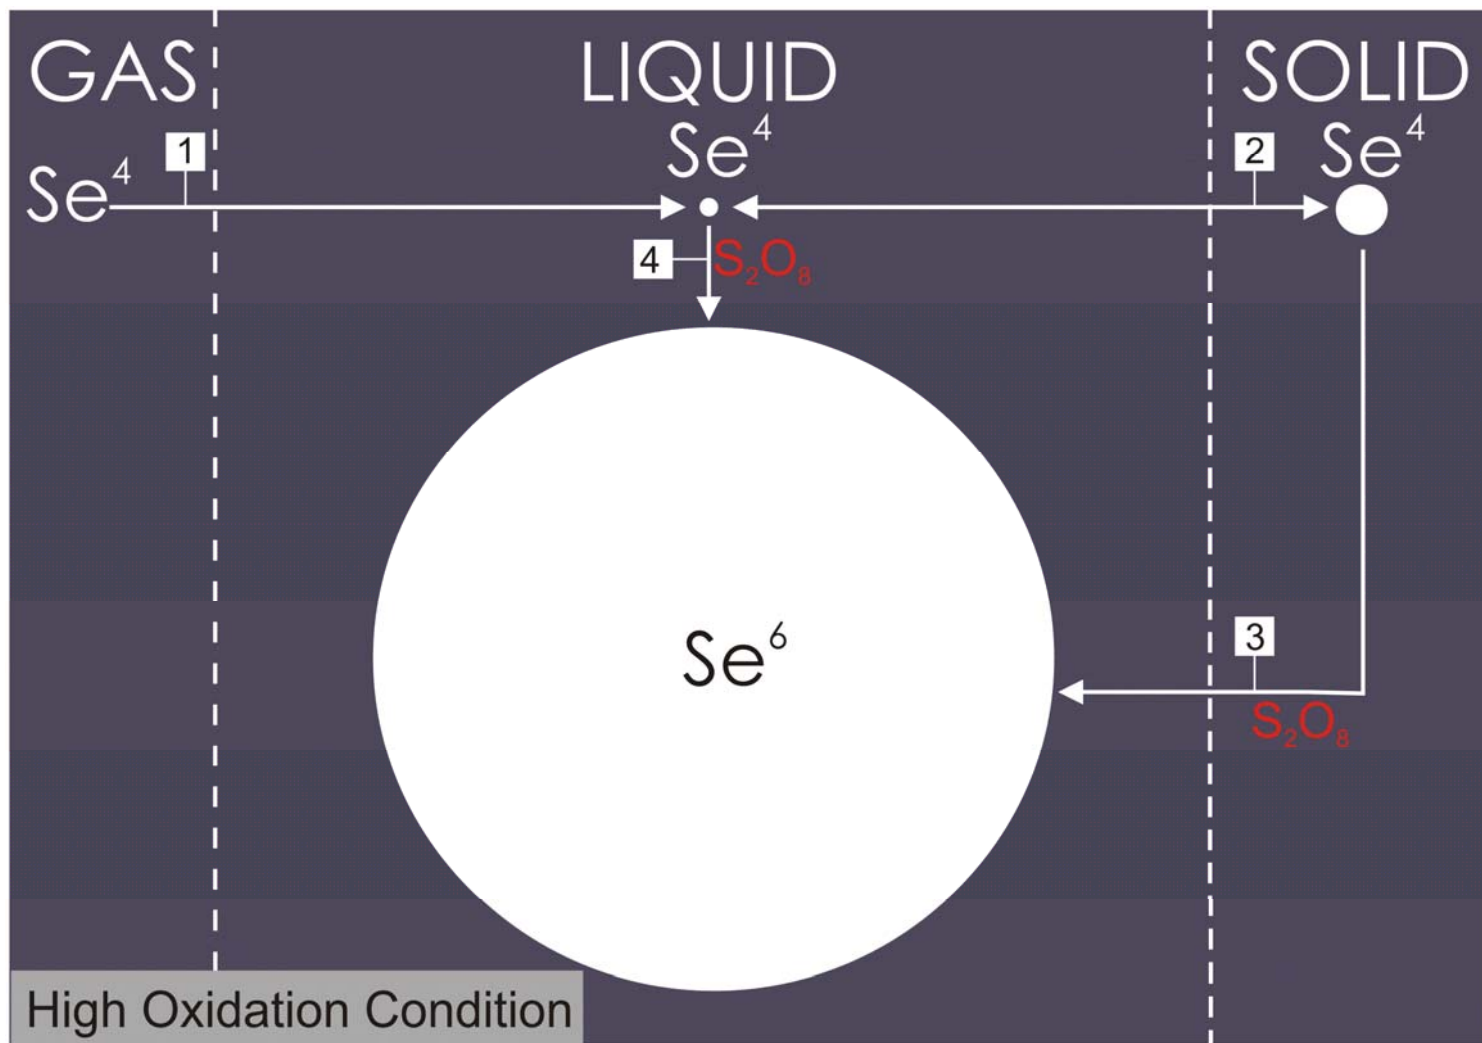 GAS
LIQUID
SOLID
Se⁴
1
Se⁴
2
Se⁴
4
S₂O₈
Se⁶
3
S₂O₈
High Oxidation Condition